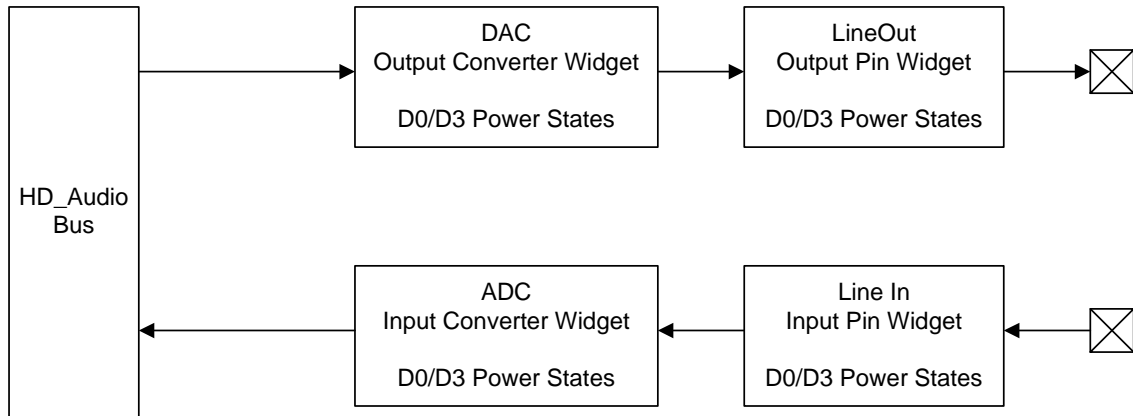 HD_Audio
Bus
DAC
Output Converter Widget
D0/D3 Power States
LineOut
Output Pin Widget
D0/D3 Power States
ADC
Input Converter Widget
D0/D3 Power States
Line In
Input Pin Widget
D0/D3 Power States